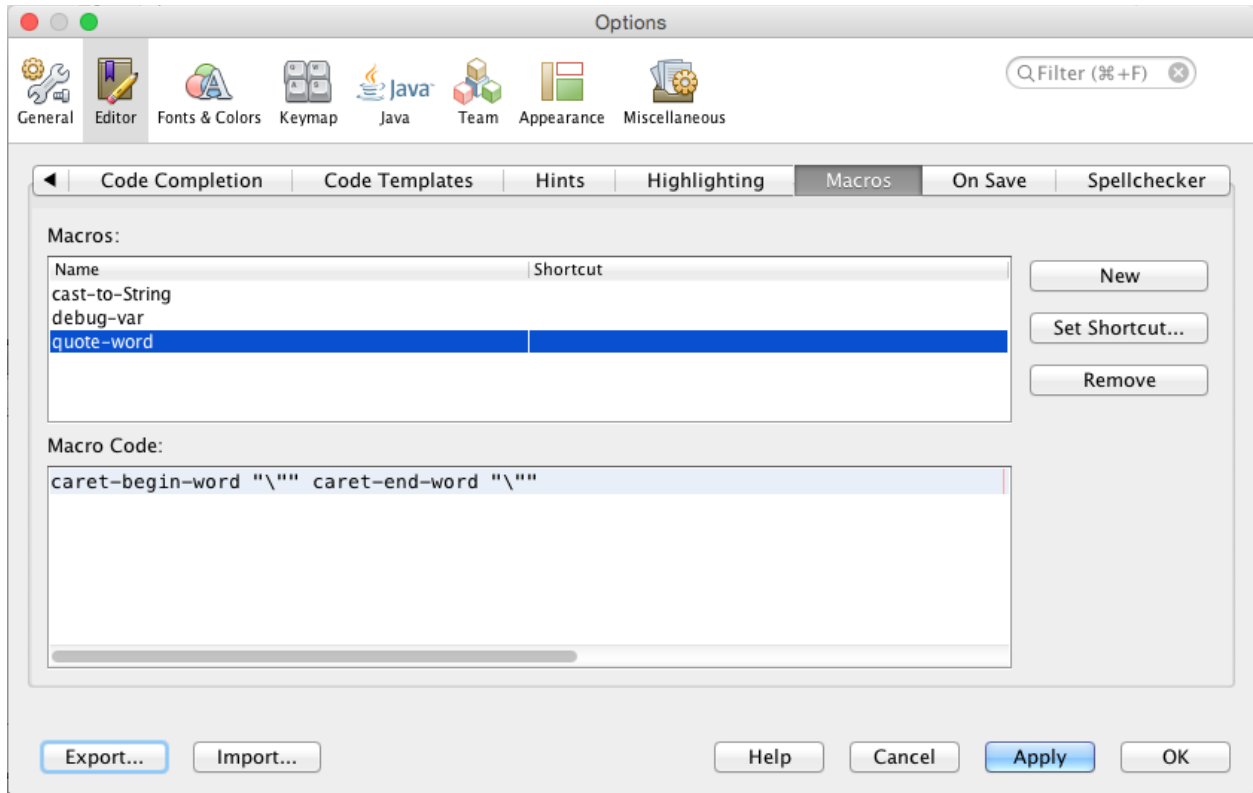 Options
Filter (⌘+F)
General Editor Fonts & Colors Keymap Java Team Appearance Miscellaneous
Code Completion Code Templates Hints Highlighting Macros On Save Spellchecker
Macros:
Name Shortcut
New
cast-to-String
debug-var
Set Shortcut...
quote-word
Remove
Macro Code:
caret-begin-word "\"" caret-end-word "\""
Export... Import... Help Cancel Apply OK